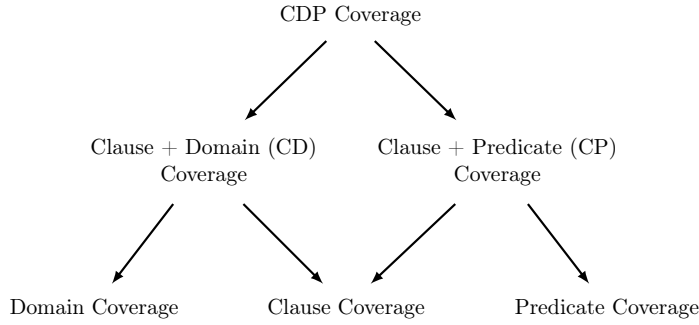 CDP Coverage
Clause + Domain (CD)
Coverage
Clause + Predicate (CP)
Coverage
Domain Coverage
Clause Coverage
Predicate Coverage